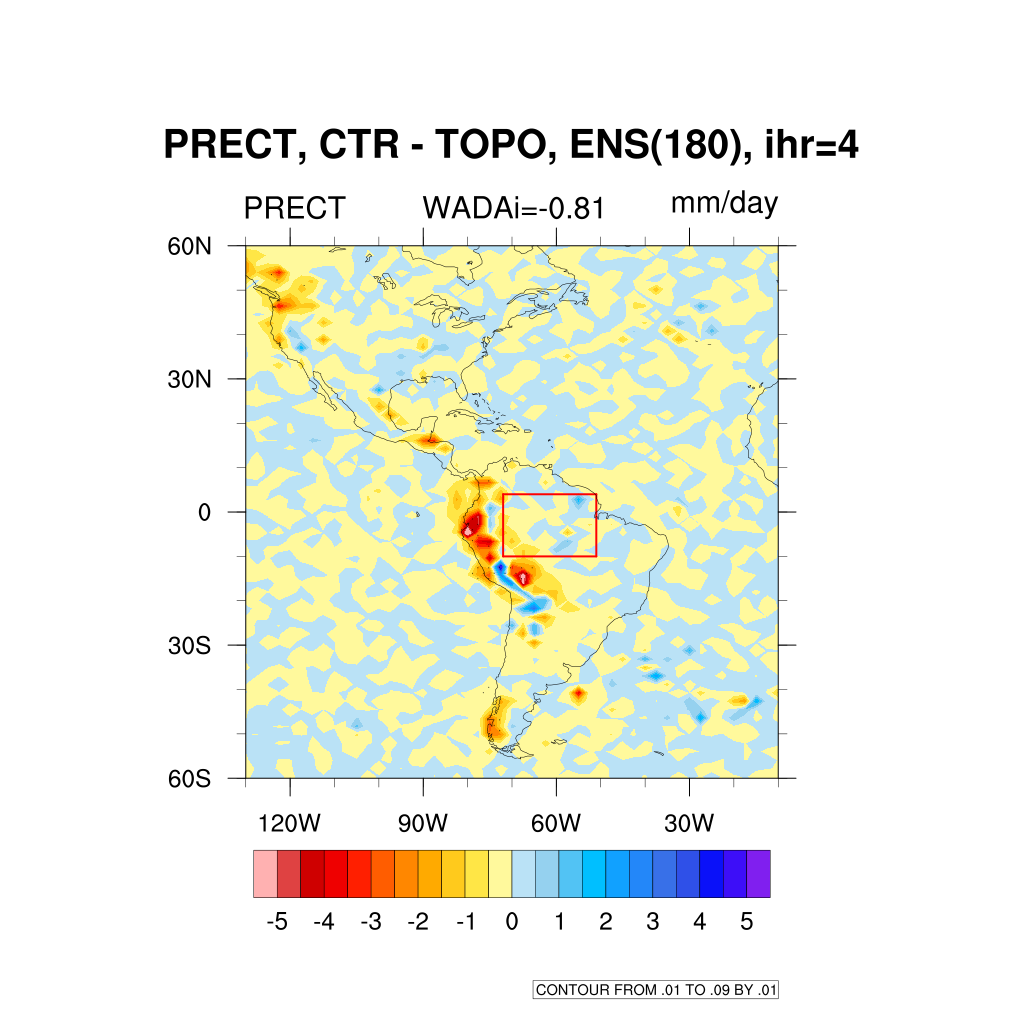 PRECT, CTR - TOPO, ENS(180), ihr=4
PRECT WADAi=-0.81 mm/day
60N
30N
0
30S
60S
120W 90W 60W 30W
-5 -4 -3 -2 -1 0 1 2 3 4 5
CONTOUR FROM .01 TO .09 BY .01